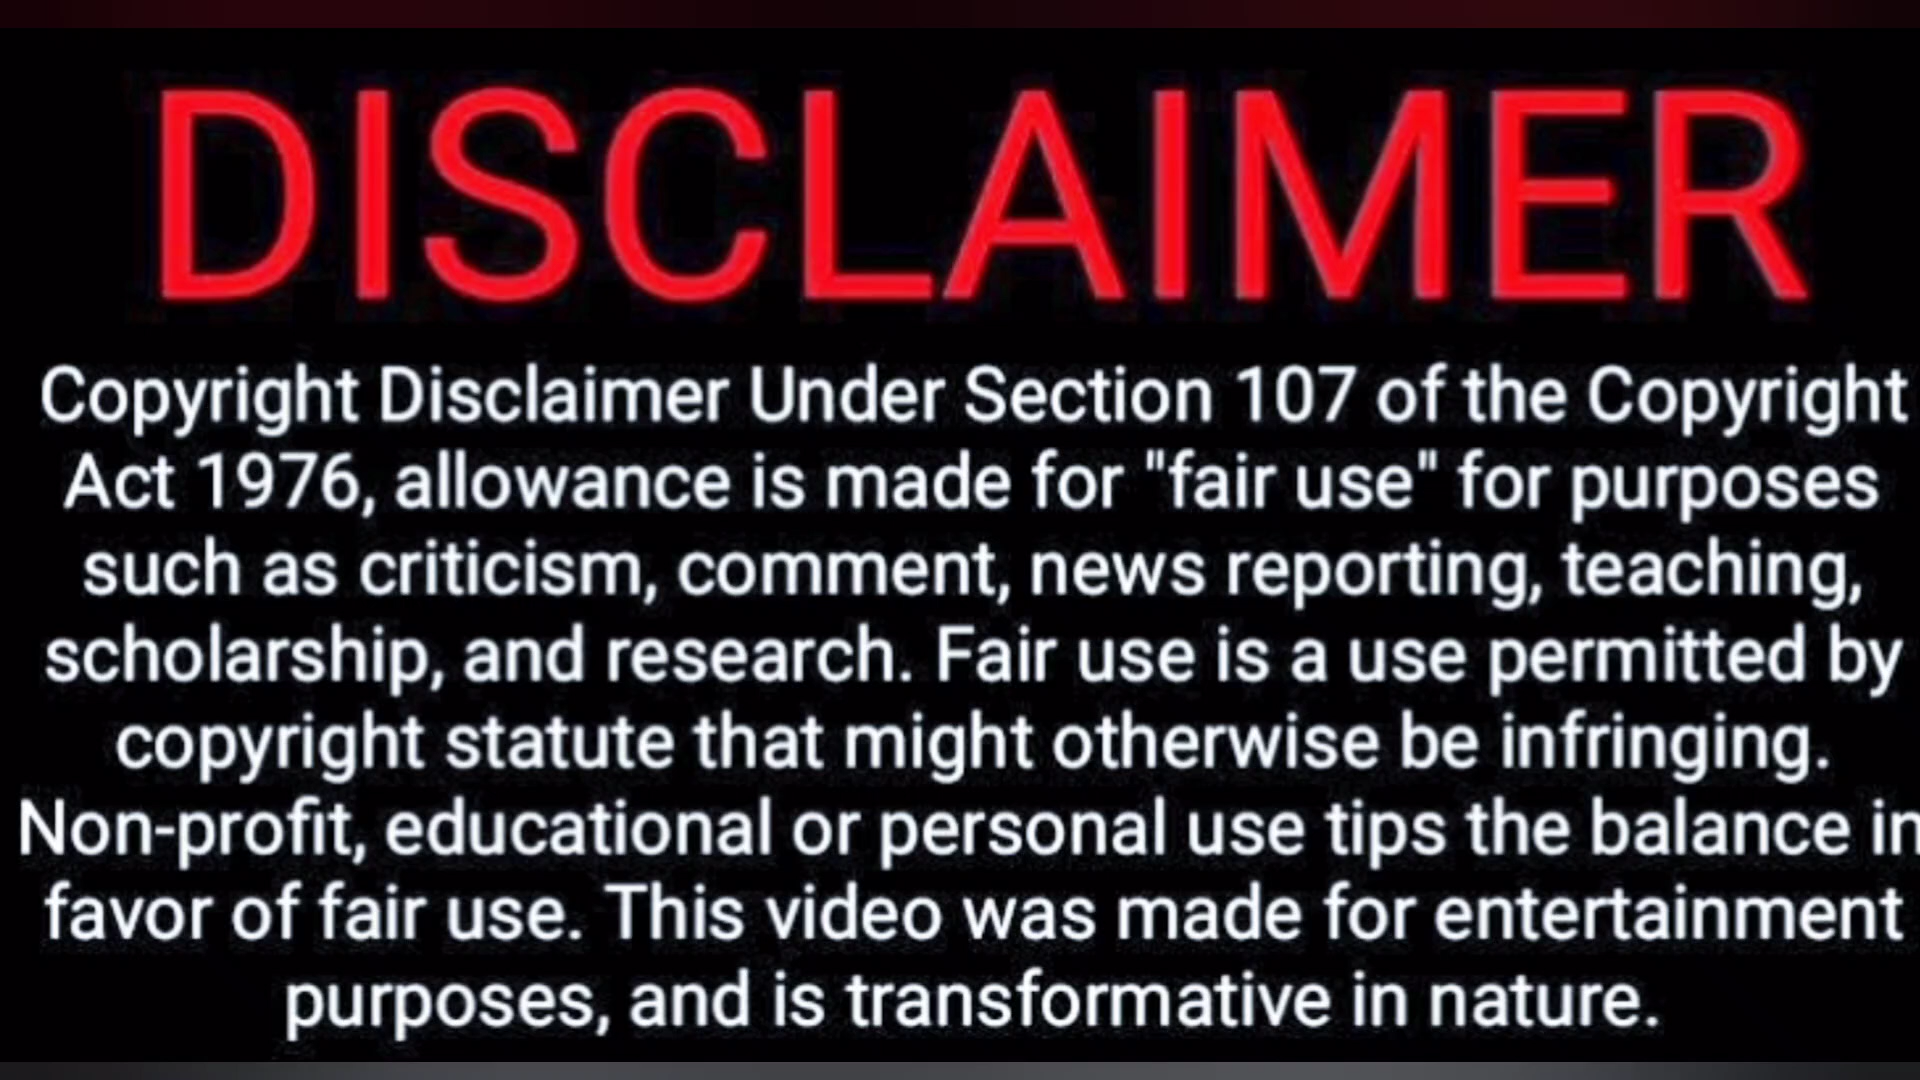 DISCLAIMER
Copyright Disclaimer Under Section 107 of the Copyright
Act 1976, allowance is made for "fair use" for purposes
such as criticism, comment, news reporting, teaching,
scholarship, and research. Fair use is a use permitted by
copyright statute that might otherwise be infringing.
Non-profit, educational or personal use tips the balance in
favor of fair use. This video was made for entertainment
purposes, and is transformative in nature.